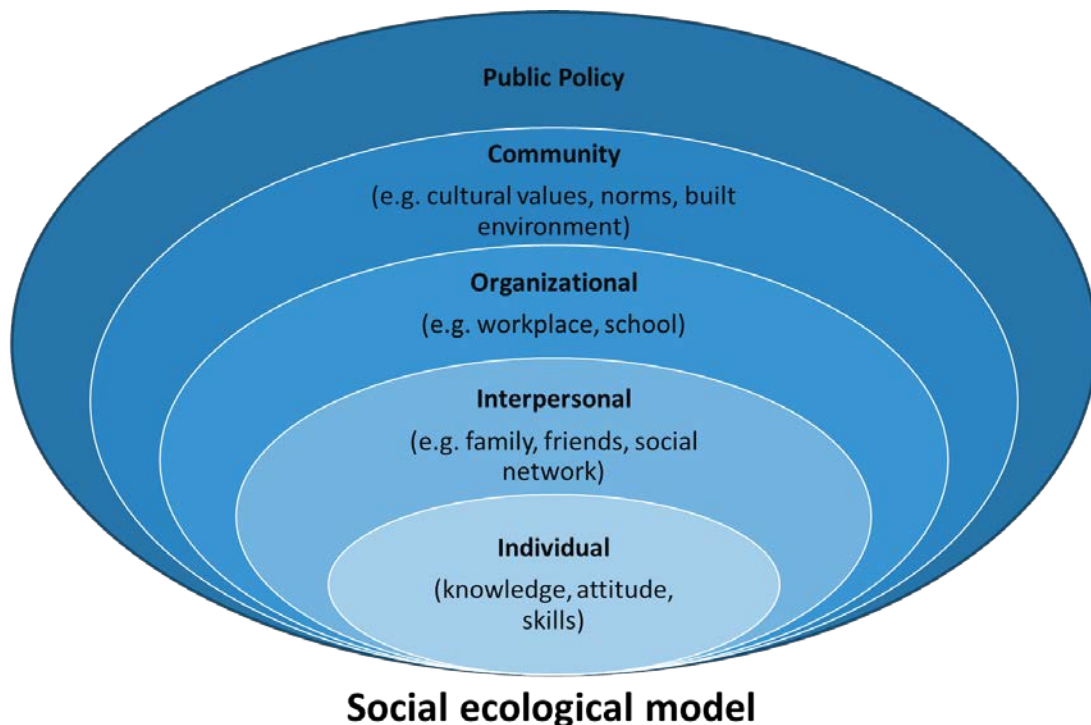 Public Policy
Community
(e.g. cultural values, norms, built
environment)
Organizational
(e.g. workplace, school)
Interpersonal
(e.g. family, friends, social
network)
Individual
(knowledge, attitude,
skills)
Social ecological model